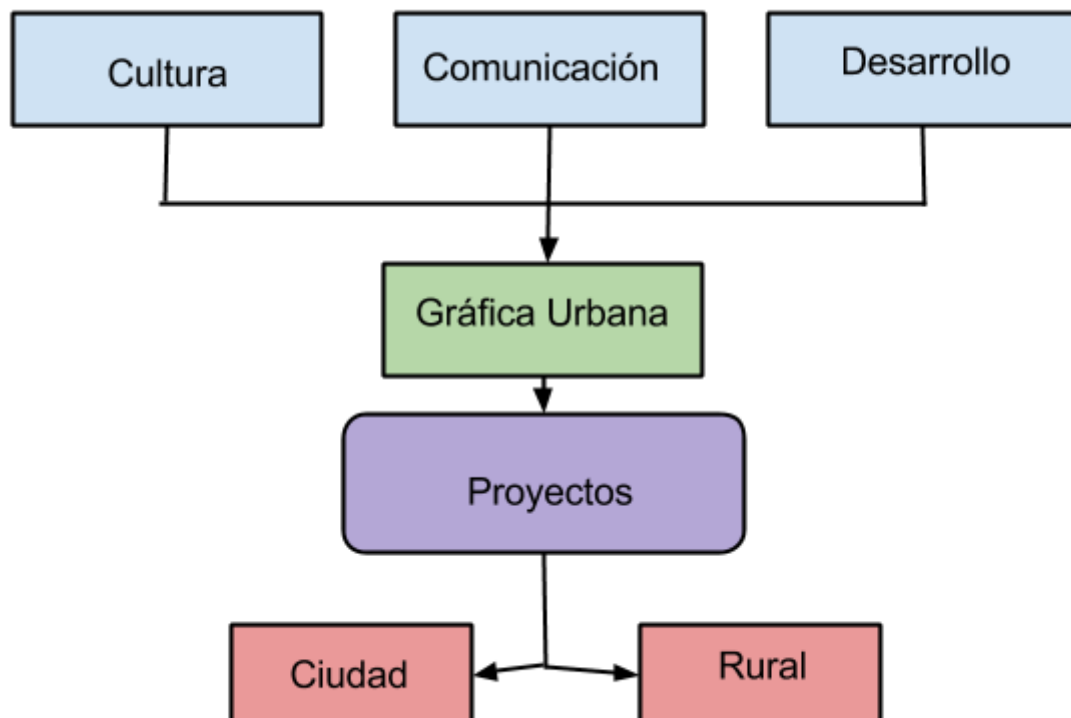 Cultura
Comunicación
Desarrollo
Gráfica Urbana
Proyectos
Ciudad
Rural